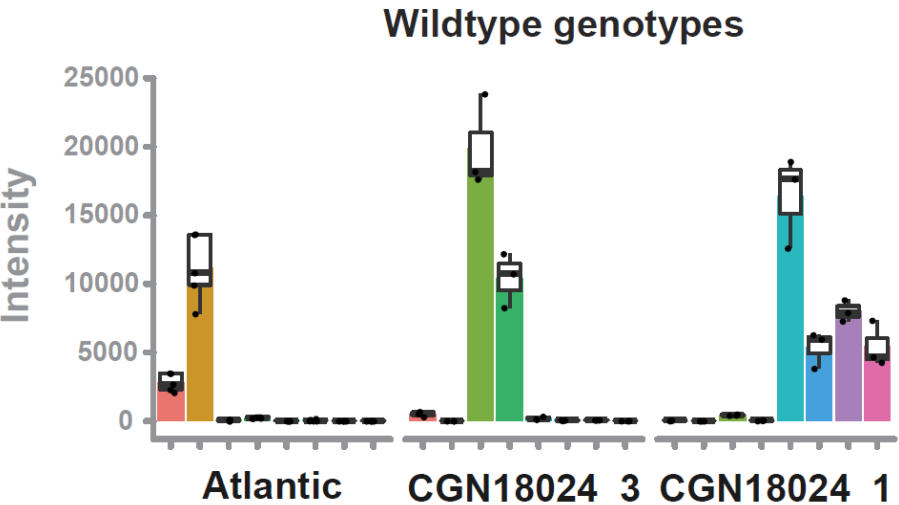 Wildtype genotypes
Intensity
25000
20000
15000
10000
5000
0
Atlantic
CGN18024 3
CGN18024 1